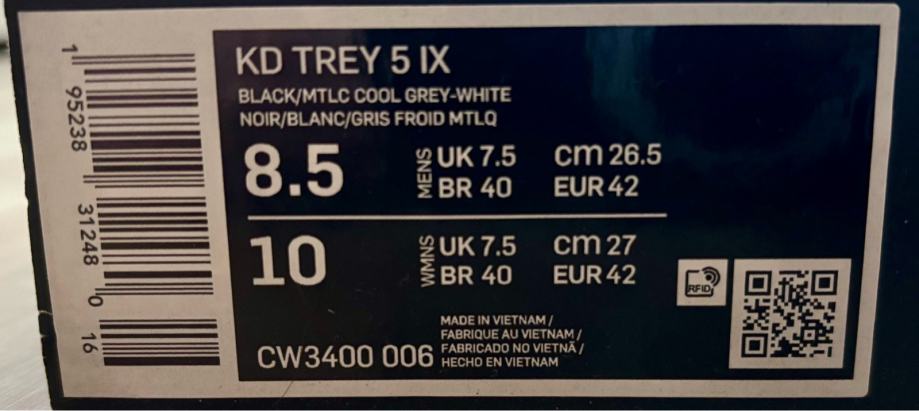 KD TREY 5 IX
BLACK/MTLC COOL GREY-WHITE
NOIR/BLANC/GRIS FROID MTLQ
8.5 MENS UK 7.5 cm 26.5
BR 40 EUR 42
10 WMNS UK 7.5 cm 27
BR 40 EUR 42
RFID
CW3400 006
MADE IN VIETNAM /
FABRIQUE AU VIETNAM /
FABRICADO NO VIETNÃ /
HECHO EN VIETNAM
1 95238 31248 0 16